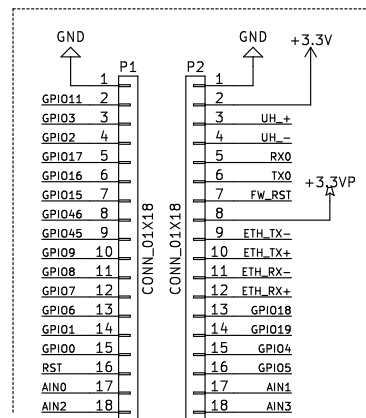 GND
GND
+3.3V
P1
P2
1
1
GPIO11 2
2
GPIO3 3
3 UH_+
GPIO2 4
4 UH_-
GPIO17 5
5 RX0
GPIO16 6
6 TX0
+3.3VP
GPIO15 7
7 FW_RST
GPIO46 8
8
GPIO45 9
9 ETH_TX-
GPIO9 10
10 ETH_TX+
GPIO8 11
11 ETH_RX-
GPIO7 12
12 ETH_RX+
GPIO6 13
13 GPIO18
GPIO1 14
14 GPIO19
GPIO0 15
15 GPIO4
RST 16
16 GPIO5
AIN0 17
17 AIN1
AIN2 18
18 AIN3
CONN_01X18
CONN_01X18